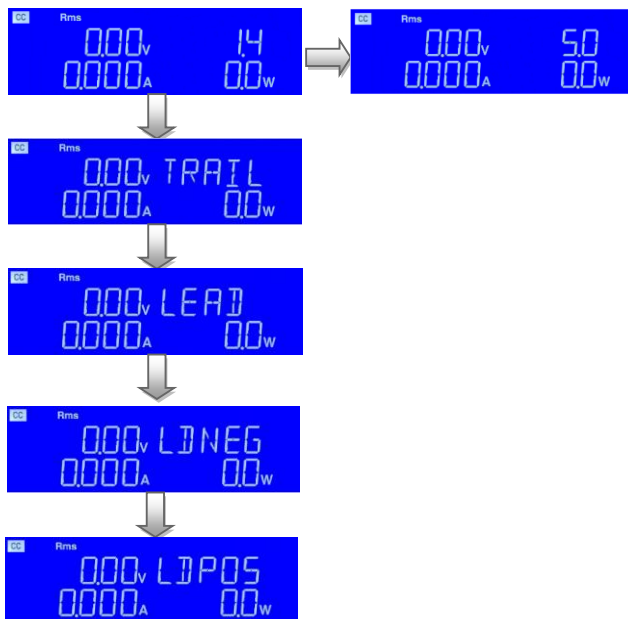 CC Rms
0.00V 1.4
0.000A 0.0W
CC Rms
0.00V 5.0
0.000A 0.0W
CC Rms
0.00V TRAIL
0.000A 0.0W
CC Rms
0.00V LEAD
0.000A 0.0W
CC Rms
0.00V LDNEG
0.000A 0.0W
CC Rms
0.00V LDPOS
0.000A 0.0W